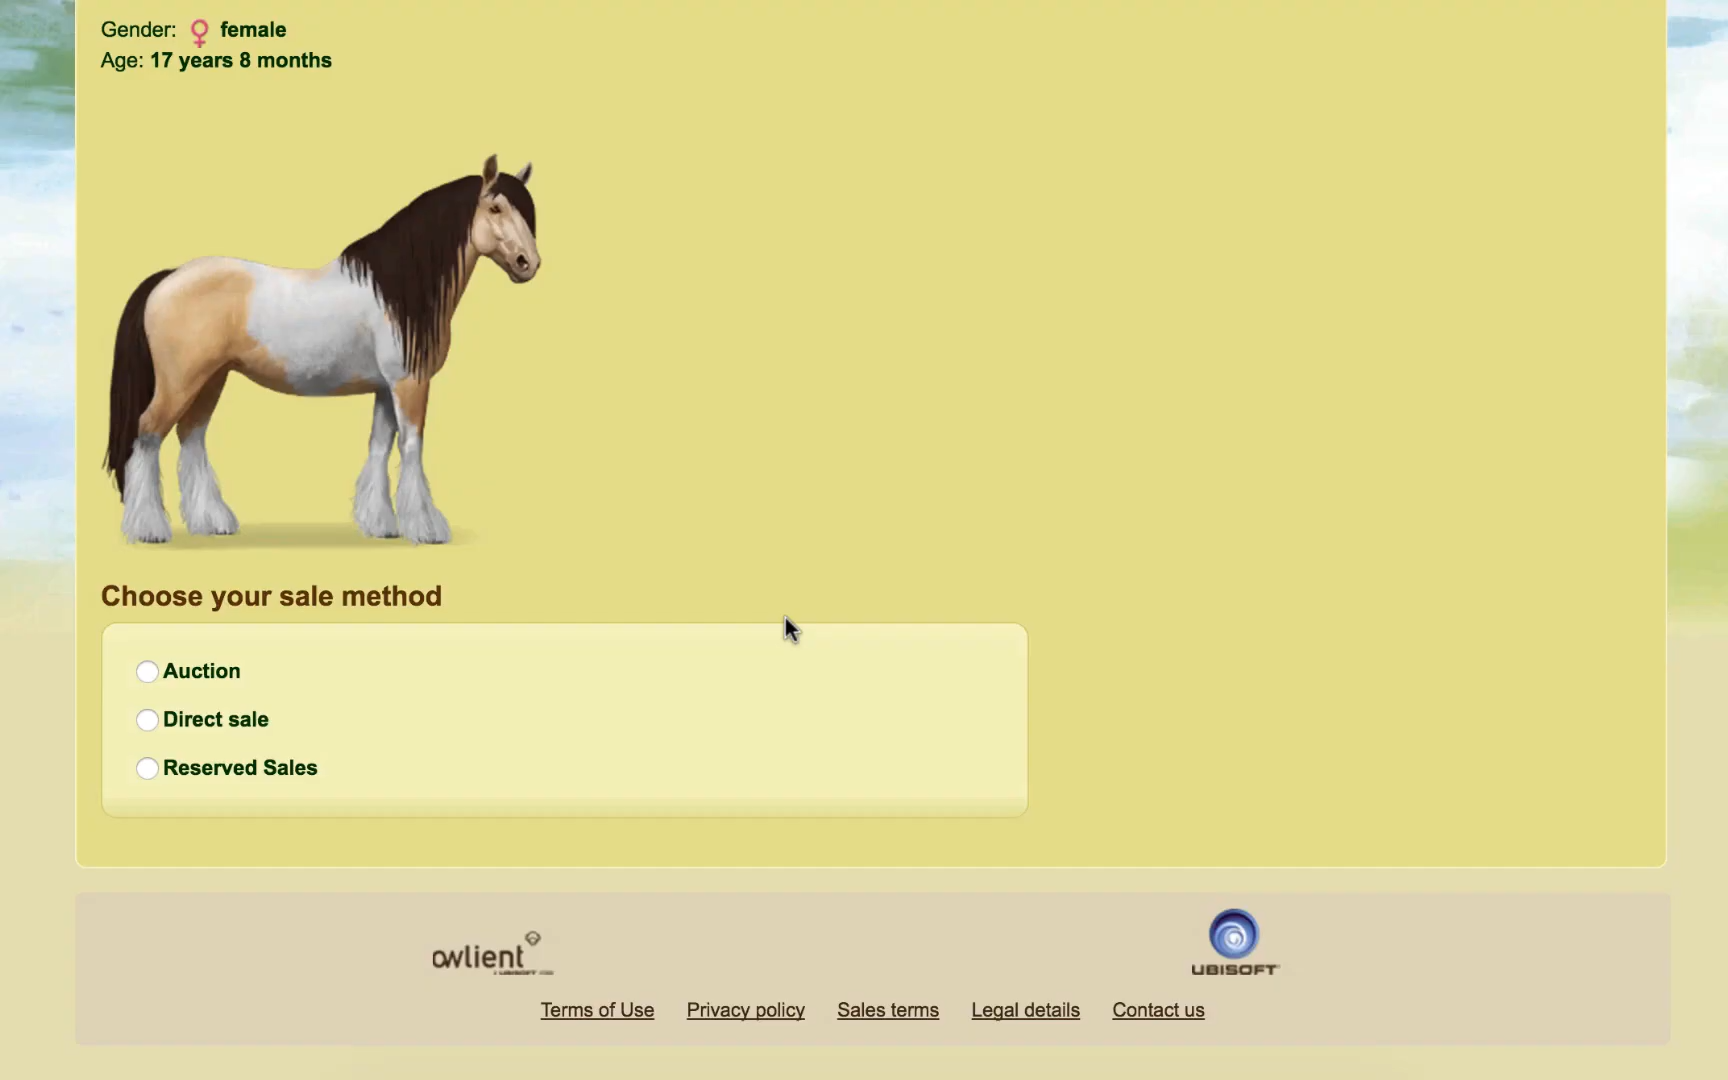 Gender: female
Age: 17 years 8 months
Choose your sale method
Auction
Direct sale
Reserved Sales
owlient
UBISOFT
Terms of Use Privacy policy Sales terms Legal details Contact us